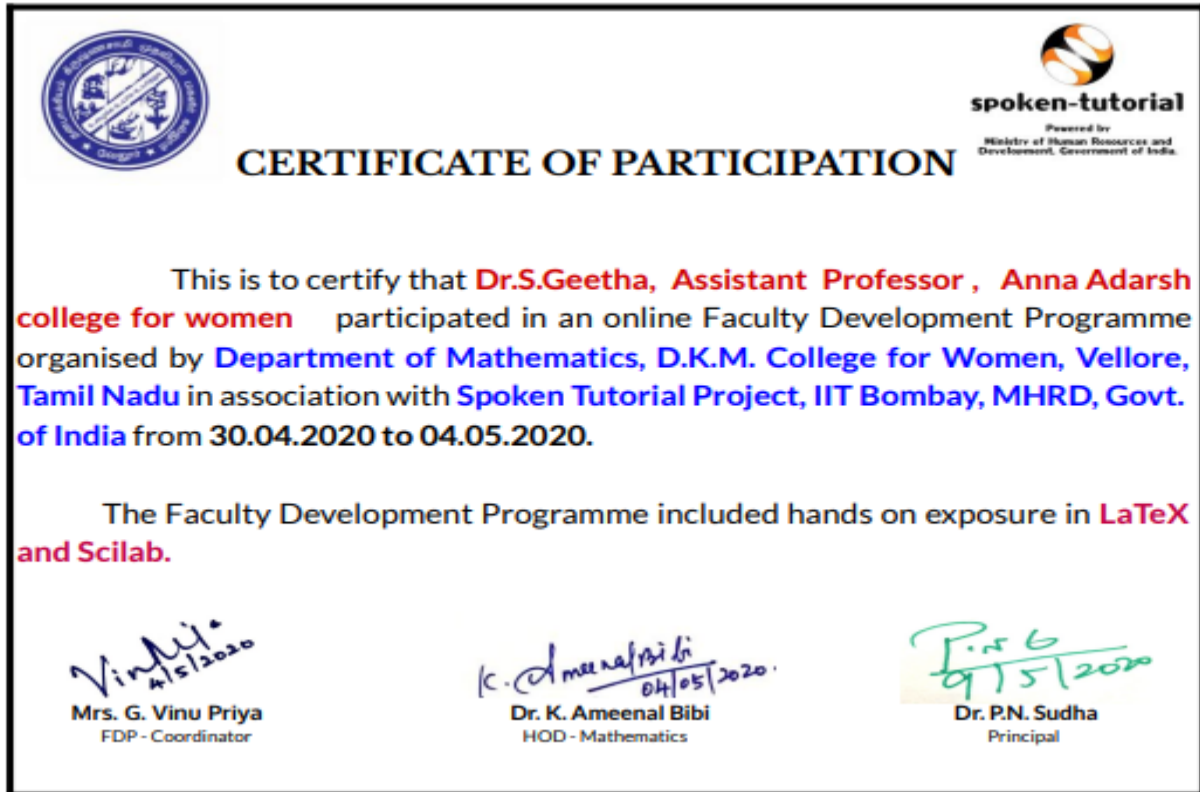 spoken-tutorial
Powered by
Ministry of Human Resources and
Development, Government of India.
CERTIFICATE OF PARTICIPATION
This is to certify that Dr.S.Geetha, Assistant Professor , Anna Adarsh
college for women participated in an online Faculty Development Programme
organised by Department of Mathematics, D.K.M. College for Women, Vellore,
Tamil Nadu in association with Spoken Tutorial Project, IIT Bombay, MHRD, Govt.
of India from 30.04.2020 to 04.05.2020.
The Faculty Development Programme included hands on exposure in LaTeX
and Scilab.
4/5/2020
K. Ameenal Bibi
04/05/2020.
P.N
9/5/2020
Mrs. G. Vinu Priya
Dr. K. Ameenal Bibi
Dr. P.N. Sudha
FDP - Coordinator
HOD - Mathematics
Principal